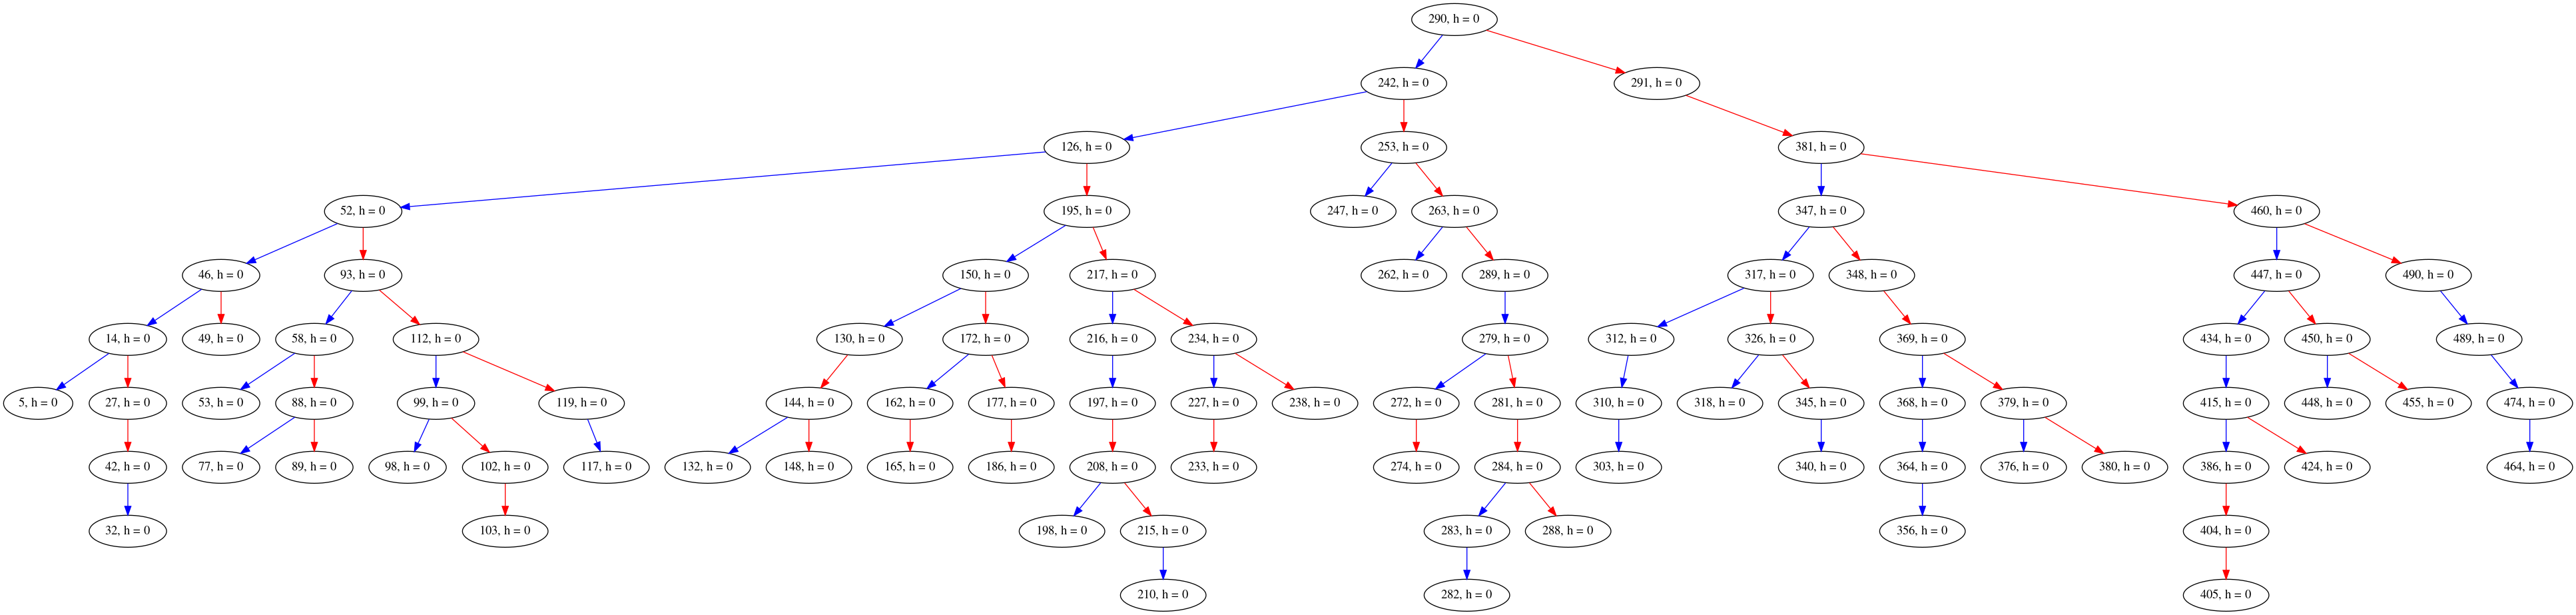 290, h = 0
242, h = 0
291, h = 0
126, h = 0
253, h = 0
381, h = 0
52, h = 0
195, h = 0
247, h = 0
263, h = 0
347, h = 0
460, h = 0
46, h = 0
93, h = 0
150, h = 0
217, h = 0
262, h = 0
289, h = 0
317, h = 0
348, h = 0
447, h = 0
490, h = 0
14, h = 0
49, h = 0
58, h = 0
112, h = 0
130, h = 0
172, h = 0
216, h = 0
234, h = 0
279, h = 0
312, h = 0
326, h = 0
369, h = 0
434, h = 0
450, h = 0
489, h = 0
5, h = 0
27, h = 0
53, h = 0
88, h = 0
99, h = 0
119, h = 0
144, h = 0
162, h = 0
177, h = 0
197, h = 0
227, h = 0
238, h = 0
272, h = 0
281, h = 0
310, h = 0
318, h = 0
345, h = 0
368, h = 0
379, h = 0
415, h = 0
448, h = 0
455, h = 0
474, h = 0
42, h = 0
77, h = 0
89, h = 0
98, h = 0
102, h = 0
117, h = 0
132, h = 0
148, h = 0
165, h = 0
186, h = 0
208, h = 0
233, h = 0
274, h = 0
284, h = 0
303, h = 0
340, h = 0
364, h = 0
376, h = 0
380, h = 0
386, h = 0
424, h = 0
464, h = 0
32, h = 0
103, h = 0
198, h = 0
215, h = 0
283, h = 0
288, h = 0
356, h = 0
404, h = 0
210, h = 0
282, h = 0
405, h = 0